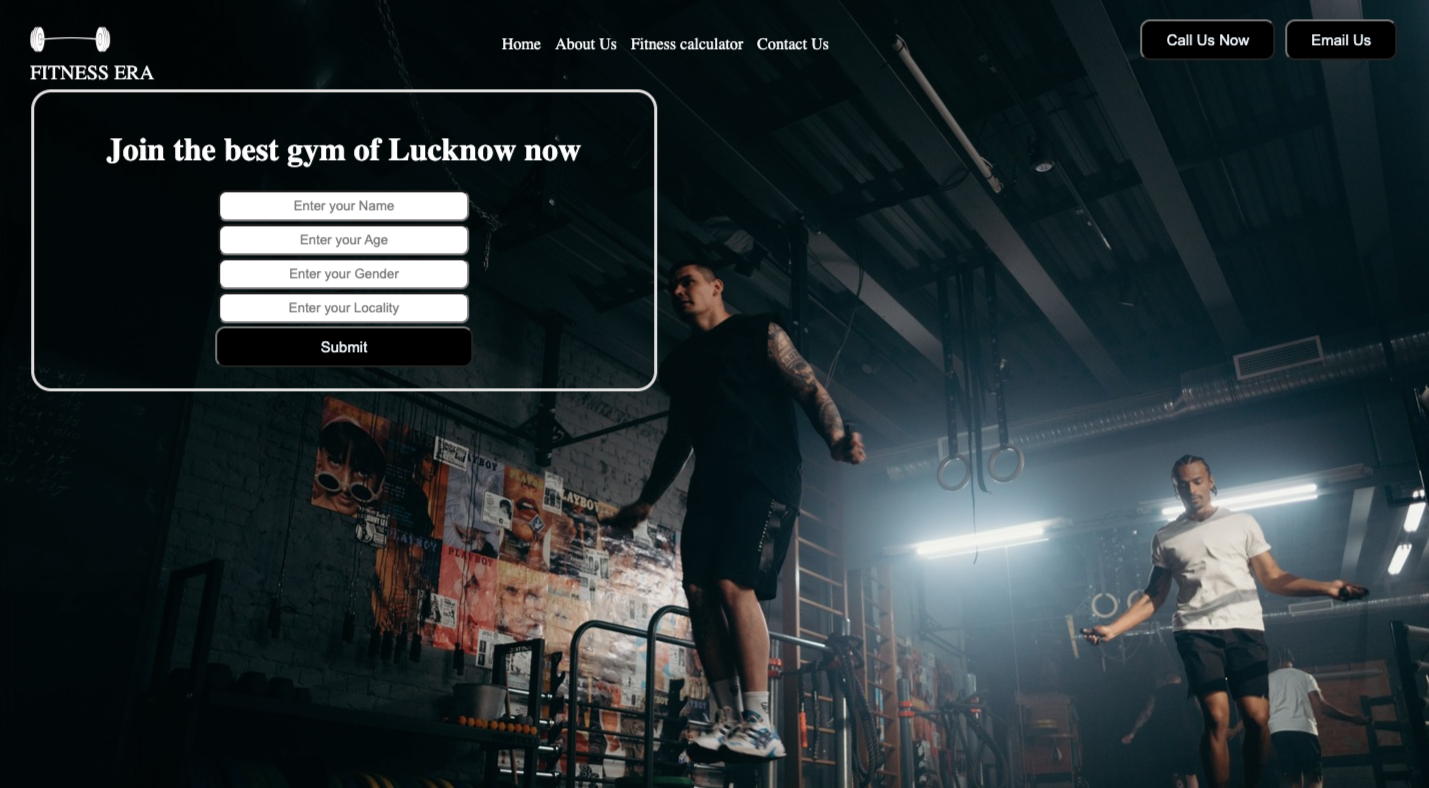 FITNESS ERA
Home About Us Fitness calculator Contact Us
Call Us Now Email Us
Join the best gym of Lucknow now
Enter your Name
Enter your Age
Enter your Gender
Enter your Locality
Submit
PLAYBOY